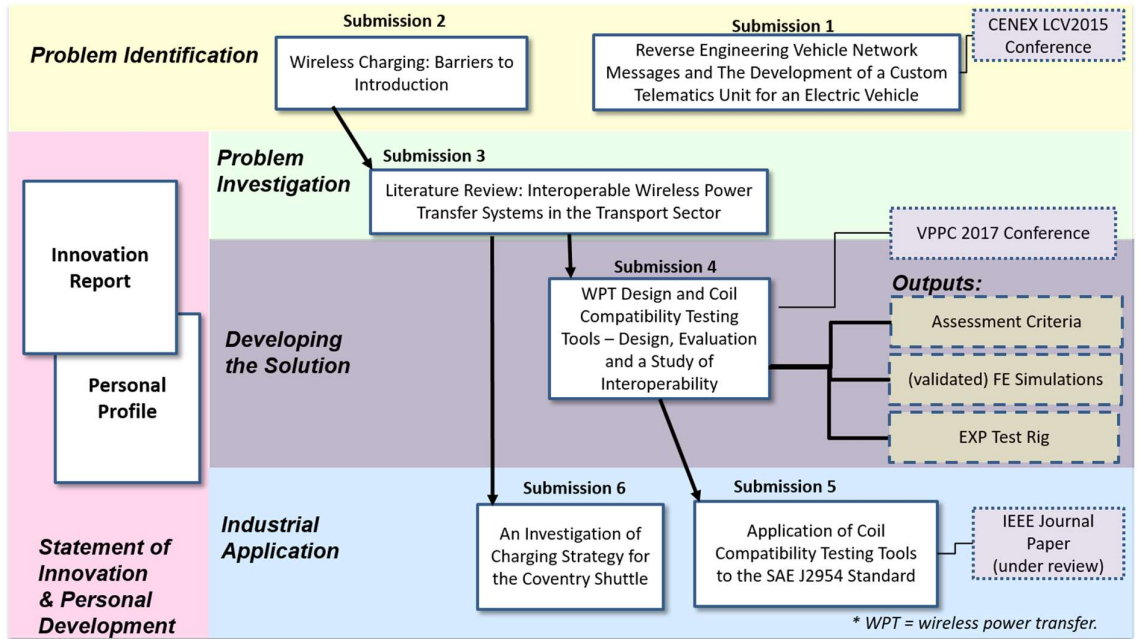 Problem Identification
Submission 2
Wireless Charging: Barriers to
Introduction
Submission 1
Reverse Engineering Vehicle Network
Messages and The Development of a Custom
Telematics Unit for an Electric Vehicle
CENEX LCV2015
Conference
Problem
Investigation
Submission 3
Literature Review: Interoperable Wireless Power
Transfer Systems in the Transport Sector
VPPC 2017 Conference
Innovation
Report
Personal
Profile
Developing
the Solution
Submission 4
WPT Design and Coil
Compatibility Testing
Tools – Design, Evaluation
and a Study of
Interoperability
Outputs:
Assessment Criteria
(validated) FE Simulations
EXP Test Rig
Statement of
Innovation
& Personal
Development
Industrial
Application
Submission 6
An Investigation of
Charging Strategy for
the Coventry Shuttle
Submission 5
Application of Coil
Compatibility Testing Tools
to the SAE J2954 Standard
IEEE Journal
Paper
(under review)
* WPT = wireless power transfer.